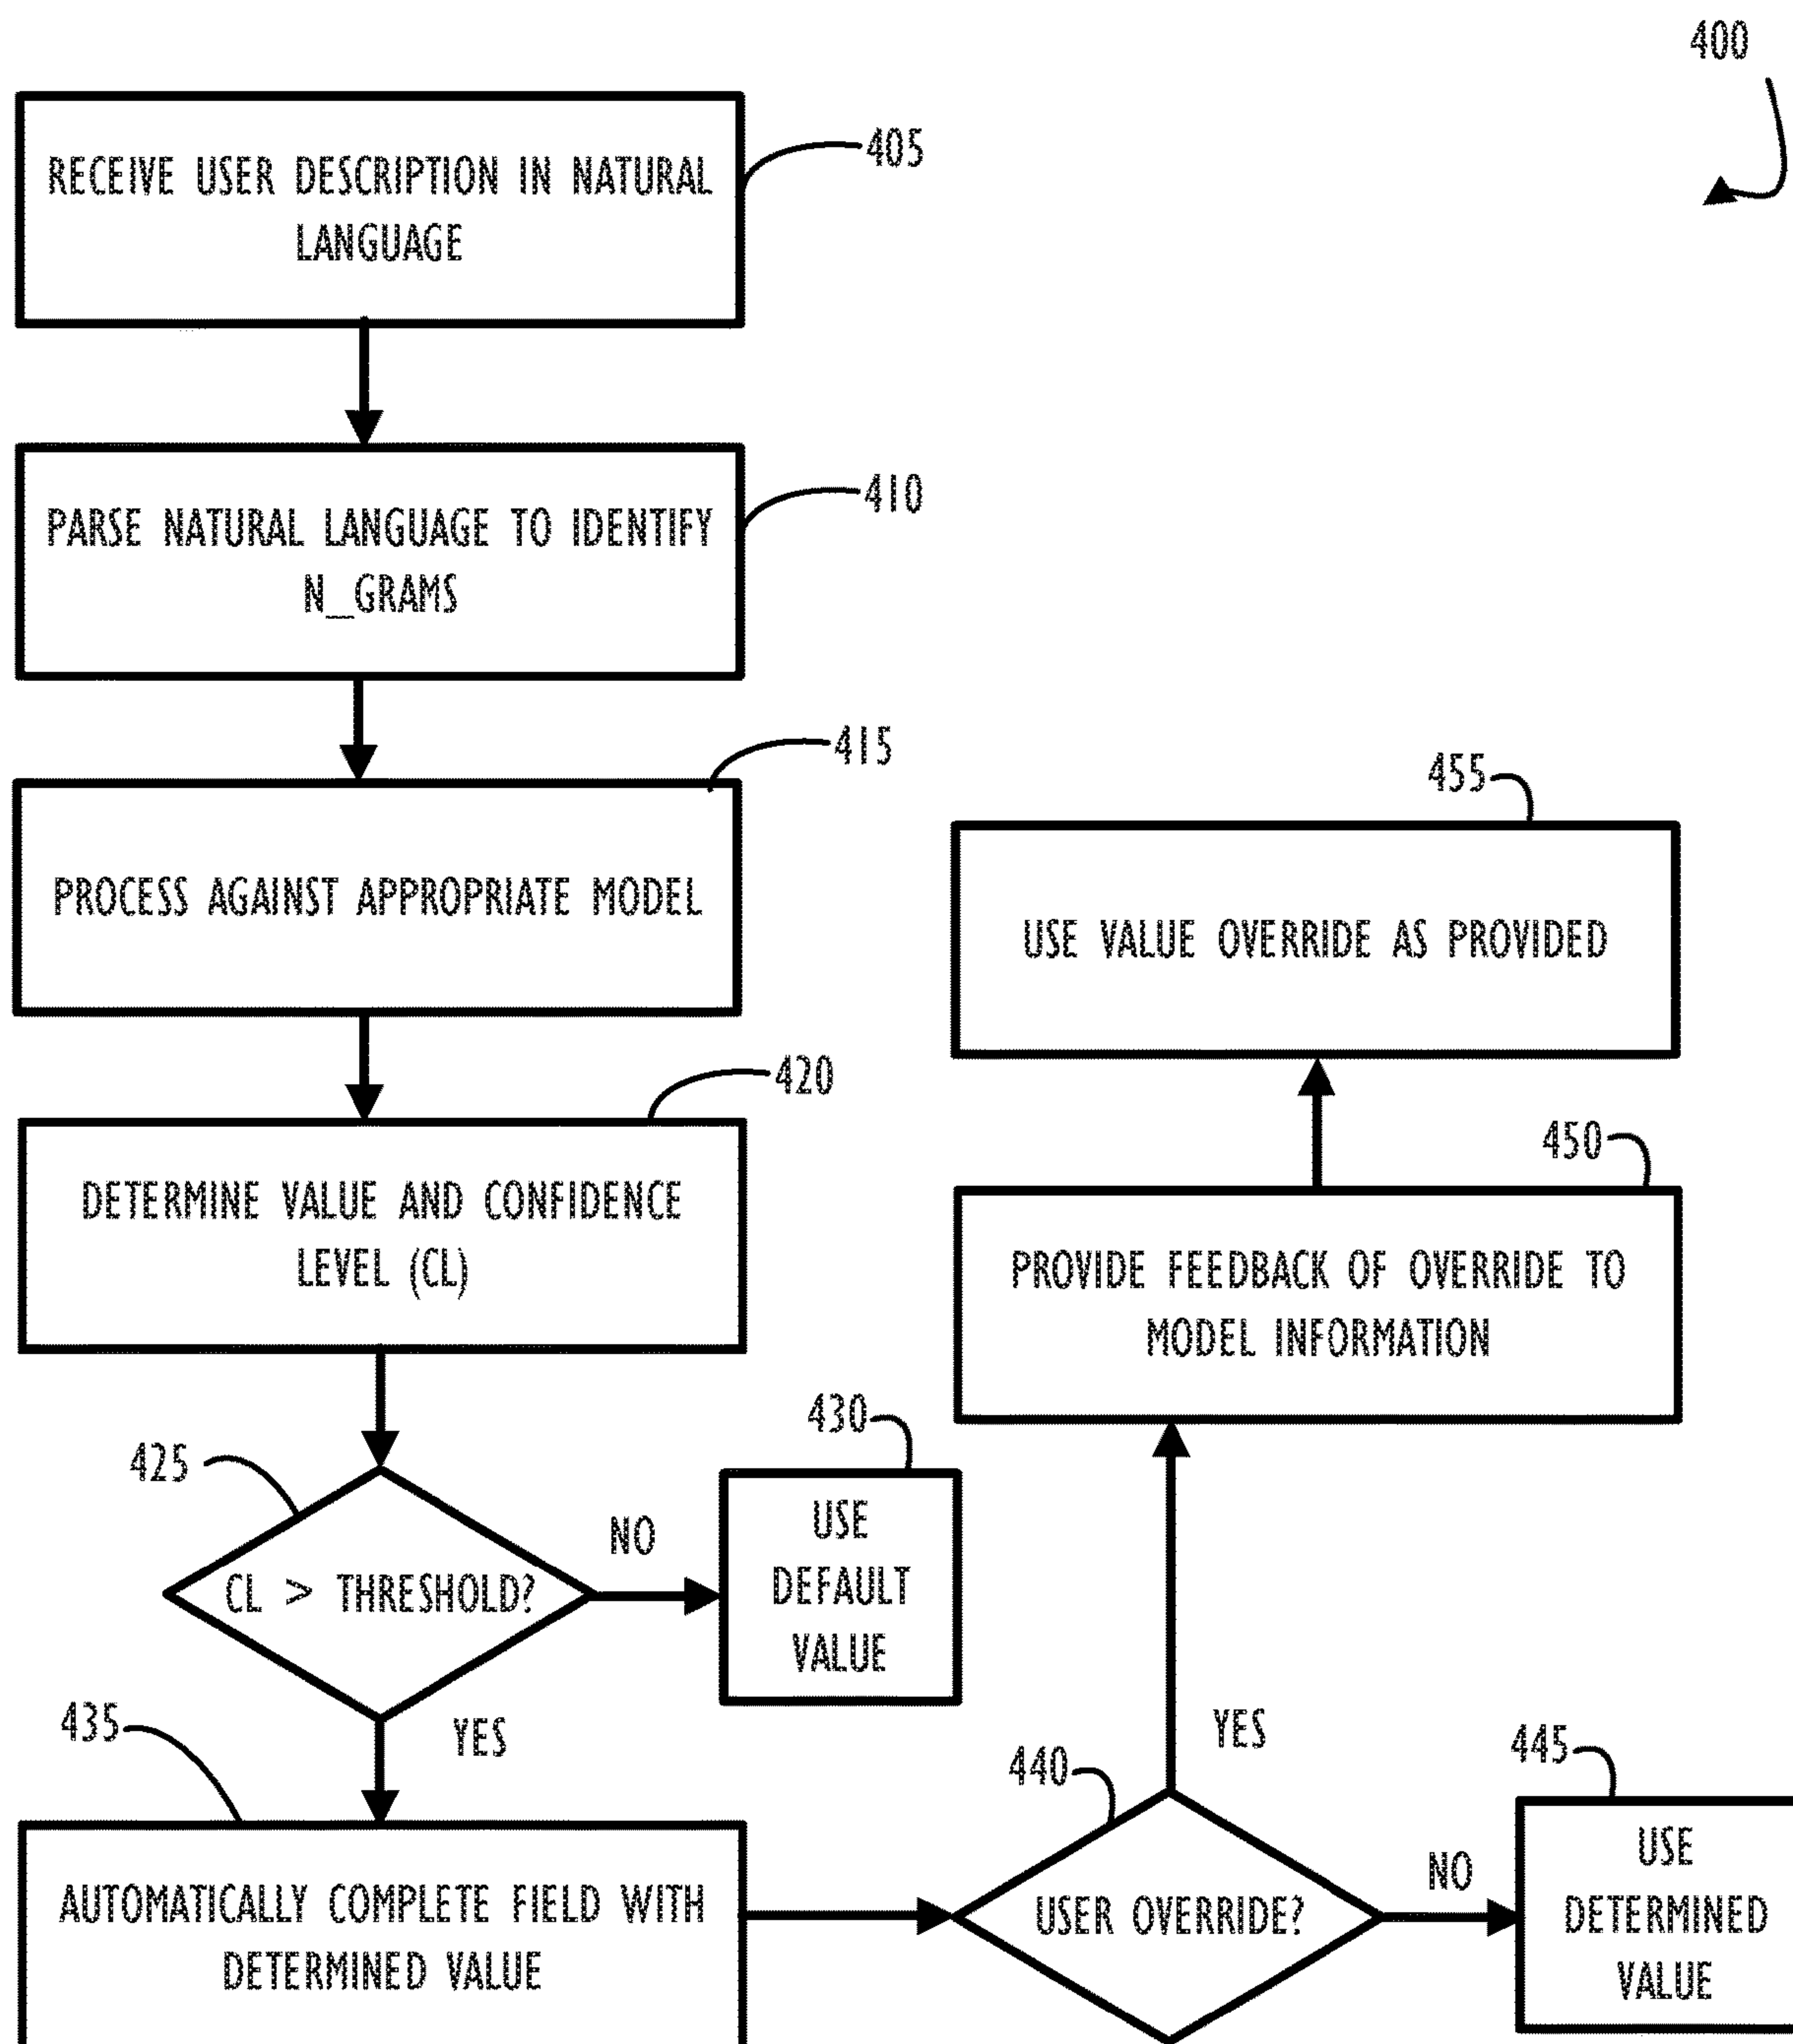 400
RECEIVE USER DESCRIPTION IN NATURAL
LANGUAGE
405
PARSE NATURAL LANGUAGE TO IDENTIFY
N_GRAMS
410
415
PROCESS AGAINST APPROPRIATE MODEL
420
DETERMINE VALUE AND CONFIDENCE
LEVEL (CL)
425
CL > THRESHOLD?
NO
430
USE
DEFAULT
VALUE
YES
435
AUTOMATICALLY COMPLETE FIELD WITH
DETERMINED VALUE
440
USER OVERRIDE?
NO
445
USE
DETERMINED
VALUE
YES
450
PROVIDE FEEDBACK OF OVERRIDE TO
MODEL INFORMATION
455
USE VALUE OVERRIDE AS PROVIDED